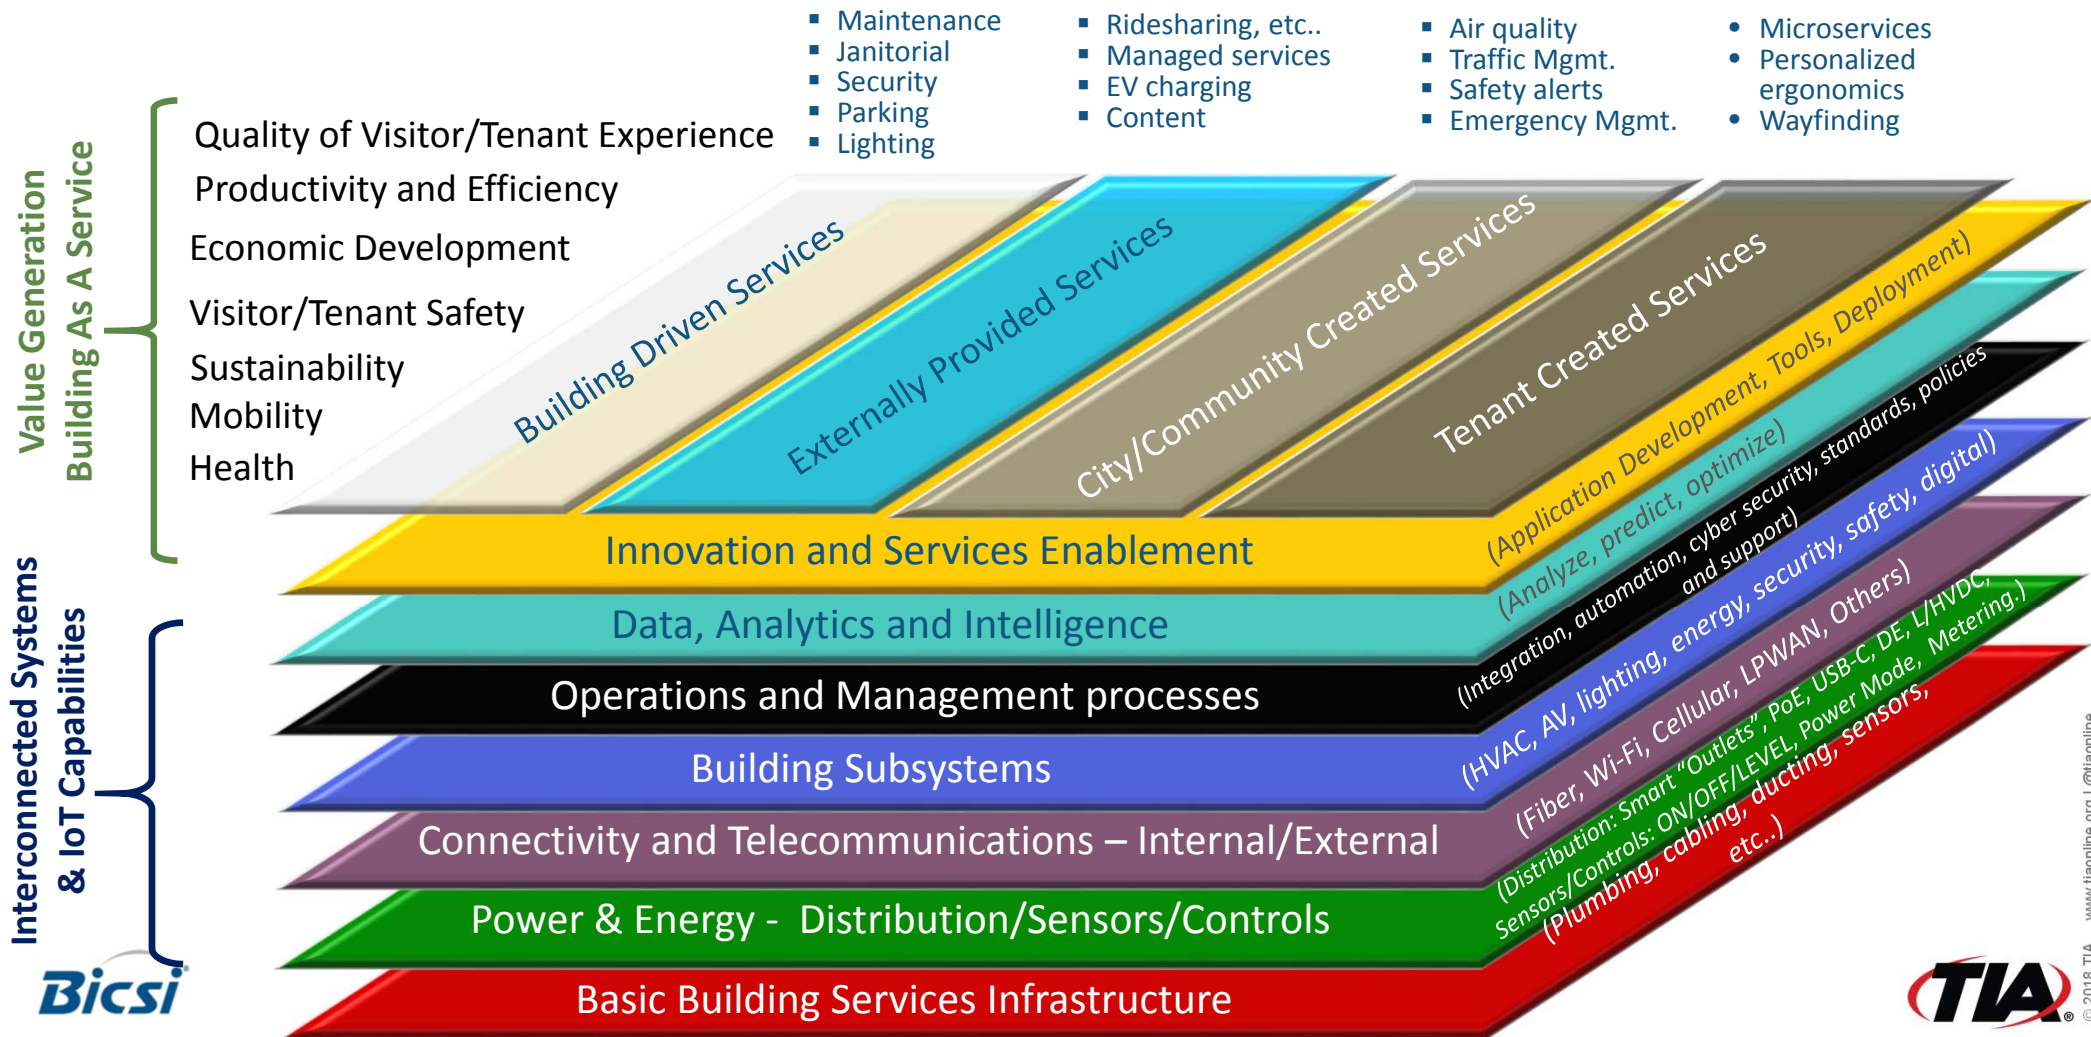 Maintenance
Janitorial
Security
Parking
Lighting
Ridesharing, etc..
Managed services
EV charging
Content
Air quality
Traffic Mgmt.
Safety alerts
Emergency Mgmt.
Microservices
Personalized
ergonomics
Wayfinding
Value Generation
Building As A Service
Quality of Visitor/Tenant Experience
Productivity and Efficiency
Economic Development
Visitor/Tenant Safety
Sustainability
Mobility
Health
Building Driven Services
Externally Provided Services
City/Community Created Services
Tenant Created Services
Innovation and Services Enablement
(Application Development, Tools, Deployment)
Data, Analytics and Intelligence
(Analyze, predict, optimize)
Operations and Management processes
(Integration, automation, cyber security, standards, policies
and support)
Building Subsystems
(HVAC, AV, lighting, energy, security, safety, digital)
Connectivity and Telecommunications – Internal/External
(Fiber, Wi-Fi, Cellular, LPWAN, Others)
Power & Energy - Distribution/Sensors/Controls
(Distribution: Smart “Outlets”, PoE, USB-C, DE, L/HVDC,
Sensors/Controls: ON/OFF/LEVEL, Power Mode, Metering.)
Basic Building Services Infrastructure
(Plumbing, cabling, ducting, sensors,
etc..)
Interconnected Systems
& IoT Capabilities
Bicsi
TIA®
© 2018 TIA www.tiaonline.org | @tiaonline